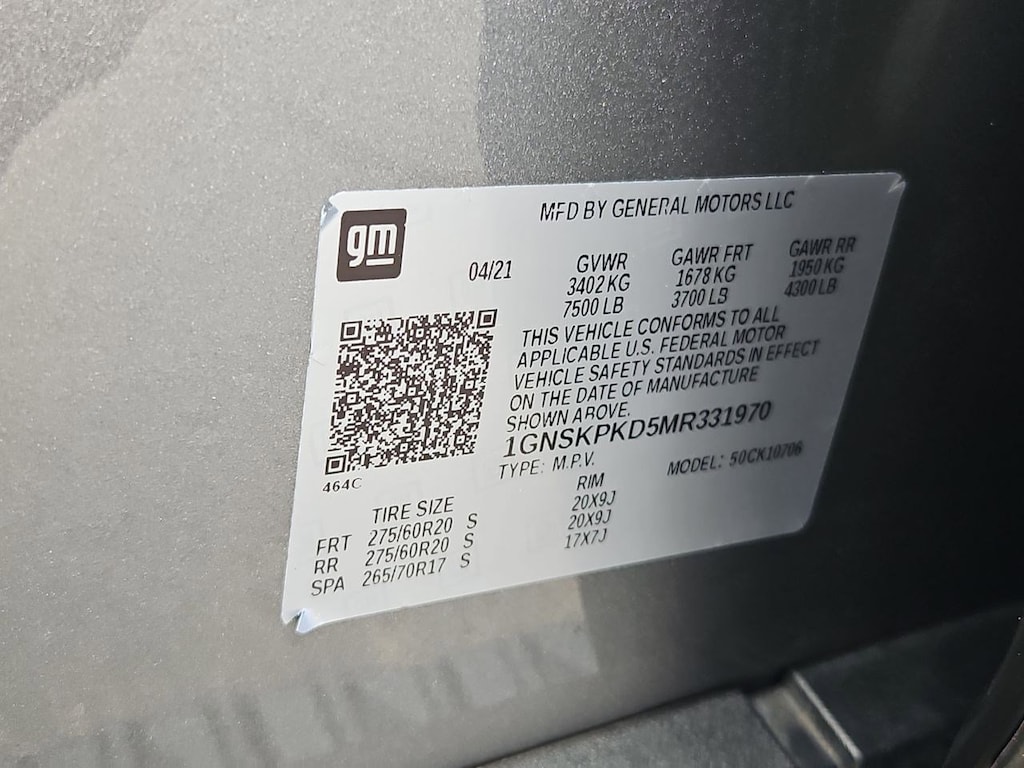 gm
MFD BY GENERAL MOTORS LLC
04/21
GVWR
3402 KG
7500 LB
GAWR FRT
1678 KG
3700 LB
GAWR RR
1950 KG
4300 LB
THIS VEHICLE CONFORMS TO ALL
APPLICABLE U.S. FEDERAL MOTOR
VEHICLE SAFETY STANDARDS IN EFFECT
ON THE DATE OF MANUFACTURE
SHOWN ABOVE.
1GNSKPKD5MR331970
TYPE: M.P.V.
MODEL: 50CK10706
464C
TIRE SIZE RIM
FRT 275/60R20 S 20X9J
RR 275/60R20 S 20X9J
SPA 265/70R17 S 17X7J